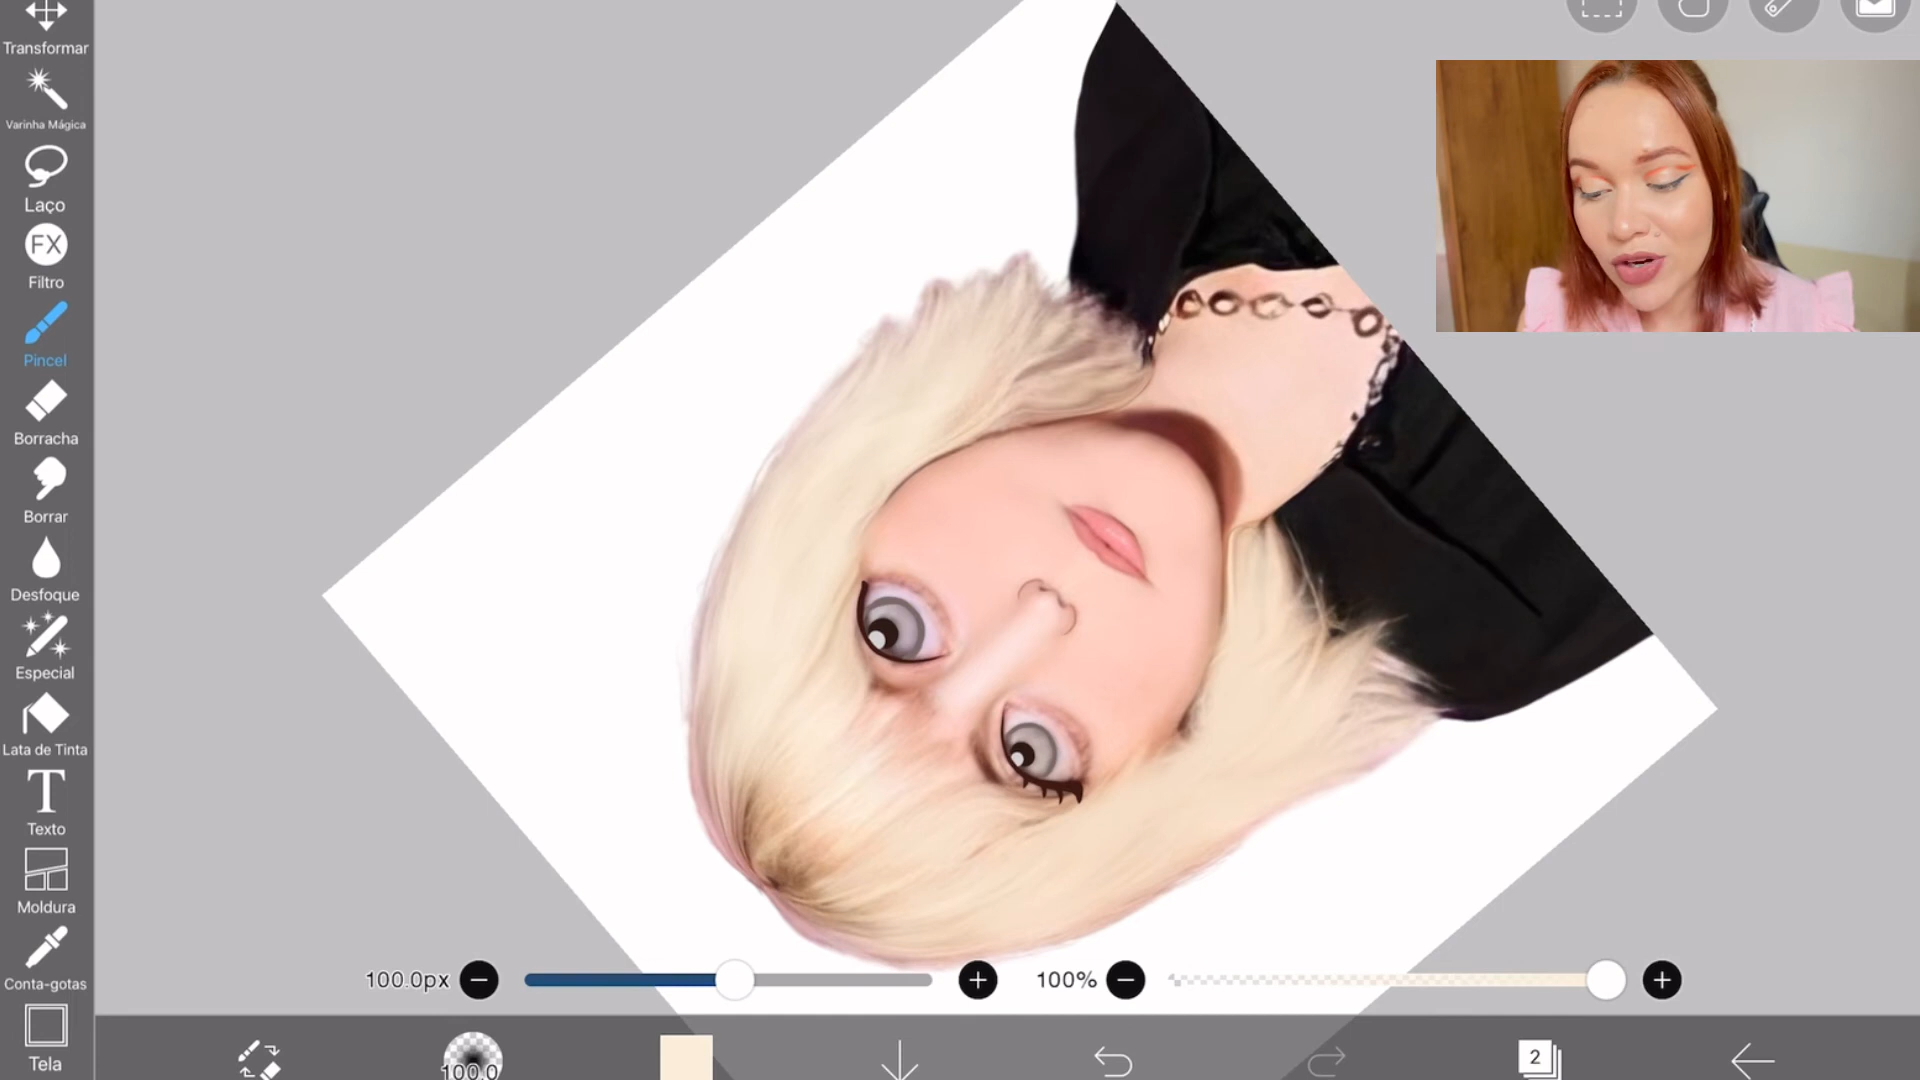 Transformar
Varinha Mágica
Laço
FX
Filtro
Pincel
Borracha
Borrar
Desfoque
Especial
Lata de Tinta
T
Texto
Moldura
Conta-gotas
Tela
100.0px
100%
100.0
2